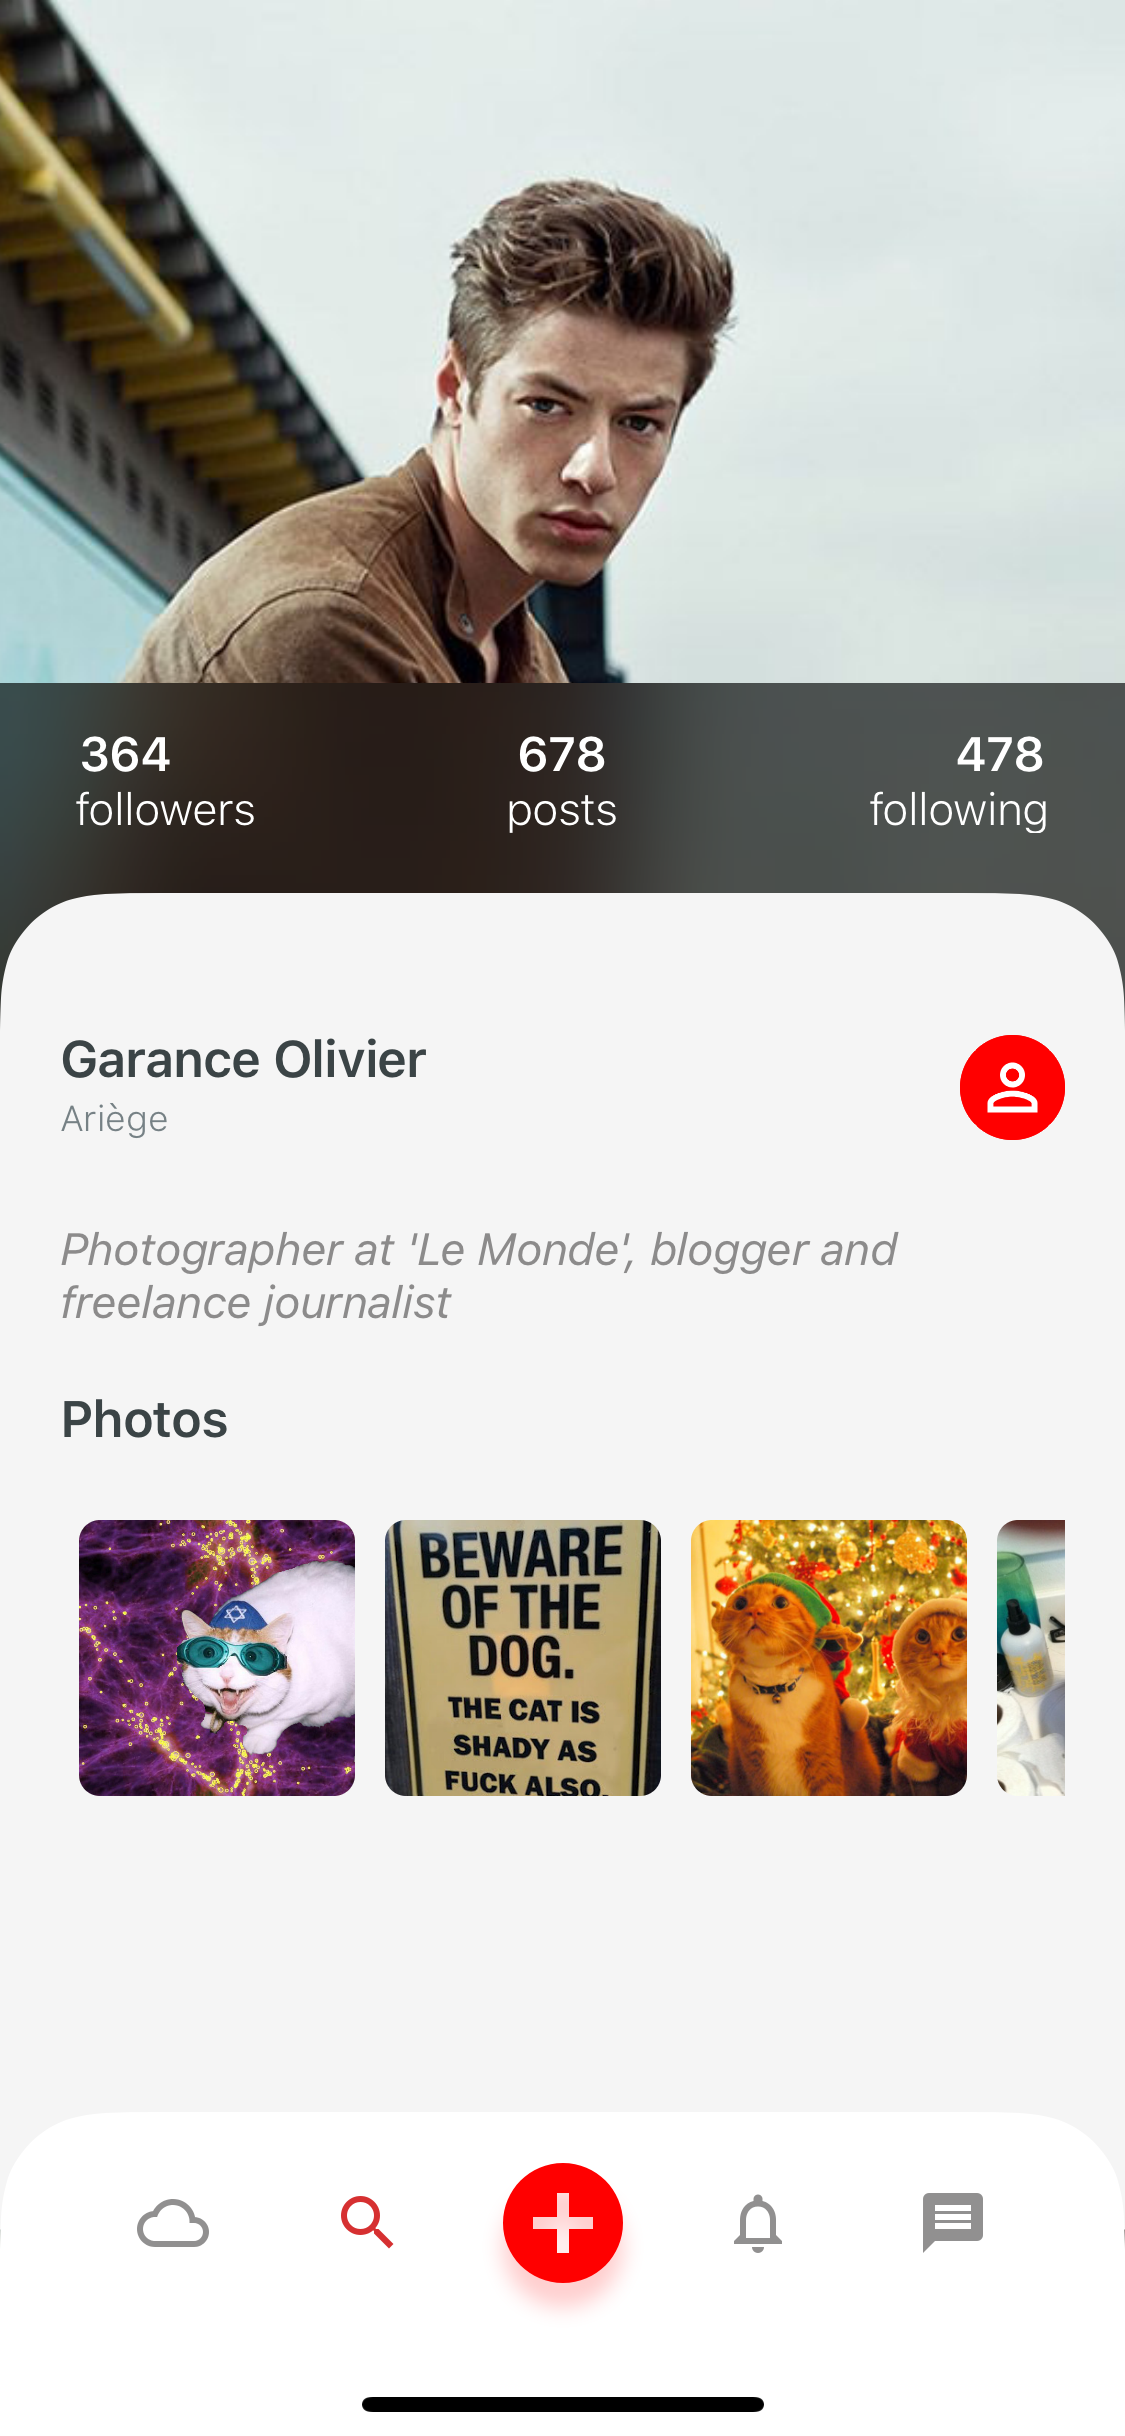 364
followers
678
posts
478
following
Garance Olivier
Ariège
Photographer at 'Le Monde', blogger and
freelance journalist
Photos
BEWARE
OF THE
DOG.
THE CAT IS
SHADY AS
FUCK ALSO.